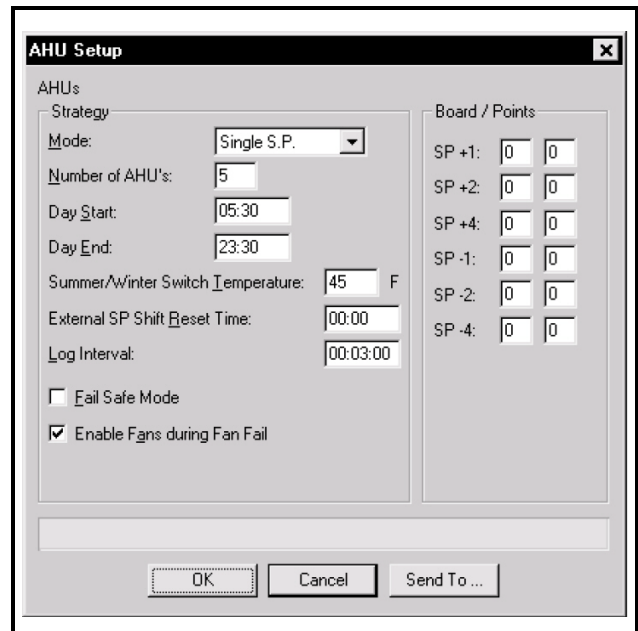 AHU Setup
AHUs
Strategy
Mode: Single S.P.
Number of AHU's: 5
Day Start: 05:30
Day End: 23:30
Summer/Winter Switch Temperature: 45 F
External SP Shift Reset Time: 00:00
Log Interval: 00:03:00
Fail Safe Mode
Enable Fans during Fan Fail
Board / Points
SP +1: 0 0
SP +2: 0 0
SP +4: 0 0
SP -1: 0 0
SP -2: 0 0
SP -4: 0 0
OK Cancel Send To ...